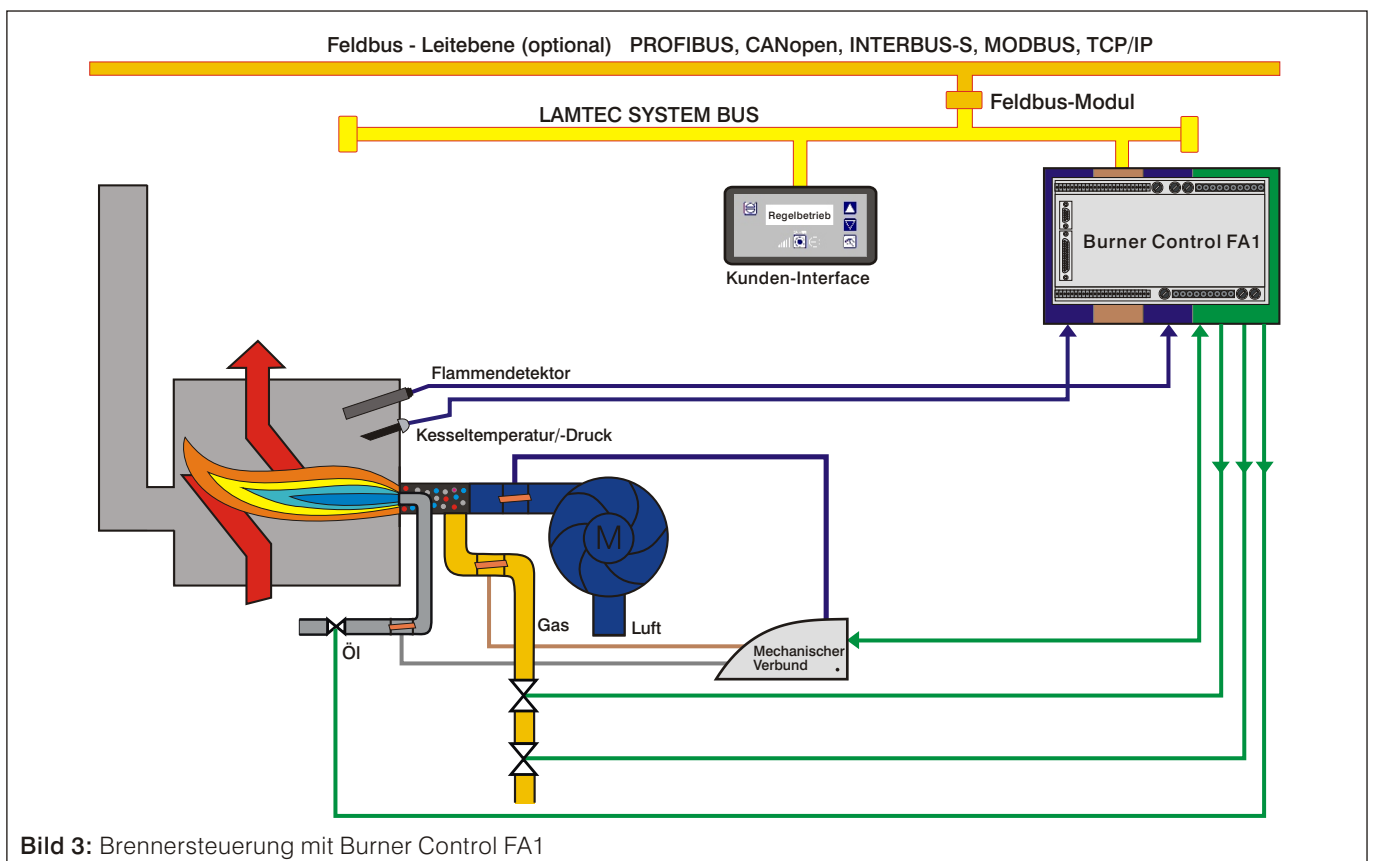 Feldbus - Leitebene (optional) PROFIBUS, CANopen, INTERBUS-S, MODBUS, TCP/IP
Feldbus-Modul
LAMTEC SYSTEM BUS
Regelbetrieb
Kunden-Interface
Burner Control FA1
Flammendetektor
Kesseltemperatur/-Druck
M
Gas
Luft
Öl
Mechanischer
Verbund
Bild 3: Brennersteuerung mit Burner Control FA1